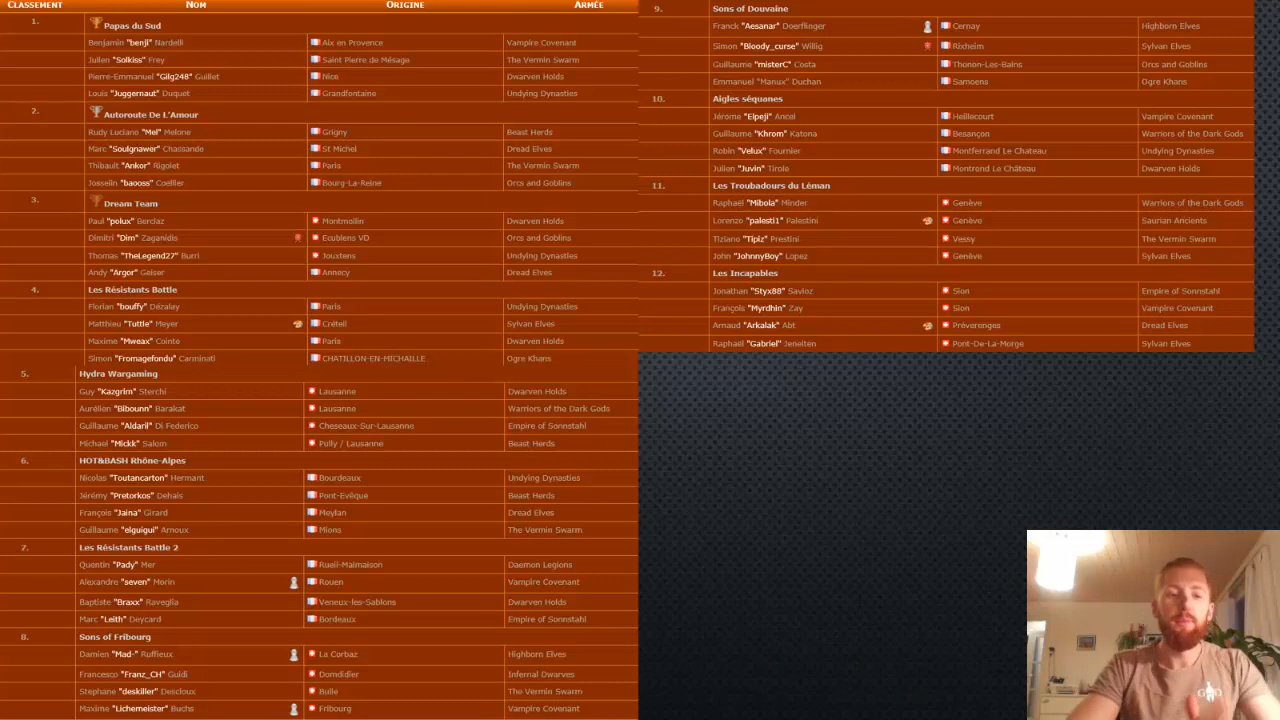 Classement Nom Origine Armée
1. Papas du Sud
Benjamin "benji" Nardelli Aix en Provence Vampire Covenant
Julien "Solkiss" Frey Saint Pierre de Mésage The Vermin Swarm
Pierre-Emmanuel "Gilg248" Guillet Nice Dwarven Holds
Louis "Juggernaut" Duquet Grandfontaine Undying Dynasties
2. Autoroute De L'Amour
Rudy Luciano "Mel" Melone Grigny Beast Herds
Marc "Soulgnawer" Chassande St Michel Dread Elves
Thibault "Ankor" Rigolet Paris The Vermin Swarm
Josselin "baooss" Coellier Bourg-La-Reine Orcs and Goblins
3. Dream Team
Paul "polux" Berclaz Montmollin Dwarven Holds
Dimitri "Dim" Zaganidis Ecublens VD Orcs and Goblins
Thomas "TheLegend27" Burri Jouxtens Undying Dynasties
Andy "Argor" Geiser Annecy Dread Elves
4. Les Résistants Battle
Florian "bouffy" Dézalay Paris Undying Dynasties
Matthieu "Tuttle" Meyer Créteil Sylvan Elves
Maxime "Mweax" Cointe Paris Dwarven Holds
Simon "Fromagefondu" Carminati CHATILLON-EN-MICHAILLE Ogre Khans
5. Hydra Wargaming
Guy "Kazgrim" Sterchi Lausanne Dwarven Holds
Aurélien "Bibounn" Barakat Lausanne Warriors of the Dark Gods
Guillaume "Aldaril" Di Federico Cheseaux-Sur-Lausanne Empire of Sonnstahl
Michael "Mickk" Salom Pully / Lausanne Beast Herds
6. HOT&BASH Rhône-Alpes
Nicolas "Toutancarton" Hermant Bourdeaux Undying Dynasties
Jérémy "Pretorkos" Dehais Pont-Evêque Beast Herds
François "Jaina" Girard Meylan Dread Elves
Guillaume "elguigui" Arnoux Mions The Vermin Swarm
7. Les Résistants Battle 2
Quentin "Pady" Mer Rueil-Malmaison Daemon Legions
Alexandre "seven" Morin Rouen Vampire Covenant
Baptiste "Braxx" Raveglia Veneux-les-Sablons Dwarven Holds
Marc "Leith" Deycard Bordeaux Empire of Sonnstahl
8. Sons of Fribourg
Damien "Mad-" Ruffieux La Corbaz Highborn Elves
Francesco "Franz_CH" Guidi Domdidier Infernal Dwarves
Stephane "deskiller" Descloux Bulle The Vermin Swarm
Maxime "Lichemeister" Buchs Fribourg Vampire Covenant
9. Sons of Douvaine
Franck "Aesanar" Doerflinger Cernay Highborn Elves
Simon "Bloody_curse" Willig Rixheim Sylvan Elves
Guillaume "misterC" Costa Thonon-Les-Bains Orcs and Goblins
Emmanuel "Manux" Duchan Samoens Ogre Khans
10. Aigles séquanes
Jérome "Elpeji" Ancel Heillecourt Vampire Covenant
Guillaume "Khrom" Katona Besançon Warriors of the Dark Gods
Robin "Velux" Fournier Montferrand Le Chateau Undying Dynasties
Julien "Juvin" Tirole Montrond Le Château Dwarven Holds
11. Les Troubadours du Léman
Raphaël "Mibola" Minder Genève Warriors of the Dark Gods
Lorenzo "palesti1" Palestini Genève Saurian Ancients
Tiziano "Tipiz" Prestini Vessy The Vermin Swarm
John "JohnnyBoy" Lopez Genève Sylvan Elves
12. Les Incapables
Jonathan "Styx88" Savioz Sion Empire of Sonnstahl
François "Myrdhin" Zay Sion Vampire Covenant
Arnaud "Arkalak" Abt Préverenges Dread Elves
Raphaël "Gabriel" Jenelten Pont-De-La-Morge Sylvan Elves